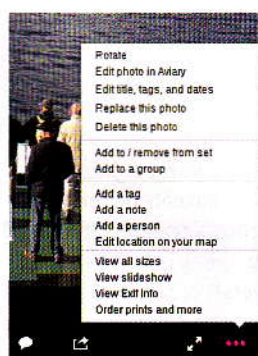 Rotate
Edit photo in Aviary
Edit title, tags, and dates
Replace this photo
Delete this photo
Add to / remove from set
Add to a group
Add a tag
Add a note
Add a person
Edit location on your map
View all sizes
View slideshow
View Exif info
Order prints and more